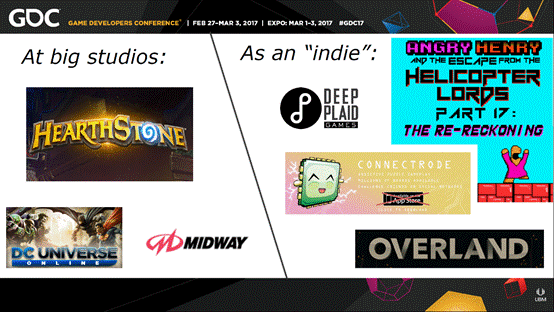 GDC
GAME DEVELOPERS CONFERENCE® | FEB 27-MAR 3, 2017 | EXPO: MAR 1-3, 2017 #GDC17
At big studios:
HEARTHSTONE
DC UNIVERSE
ONLINE
MIDWAY
As an “indie”:
DEEP
PLAID
GAMES
ANGRY HENRY
AND THE ESCAPE FROM THE
HELICOPTER
LORDS
PART 17:
THE RE-RECKONING
CONNECTRODE
App Store
OVERLAND
UBM